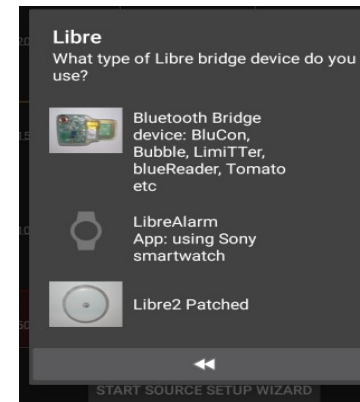 Libre
What type of Libre bridge device do you
use?
Bluetooth Bridge
device: BluCon,
Bubble, LimiTTer,
blueReader, Tomato
etc
LibreAlarm
App: using Sony
smartwatch
Libre2 Patched
START SOURCE SETUP WIZARD